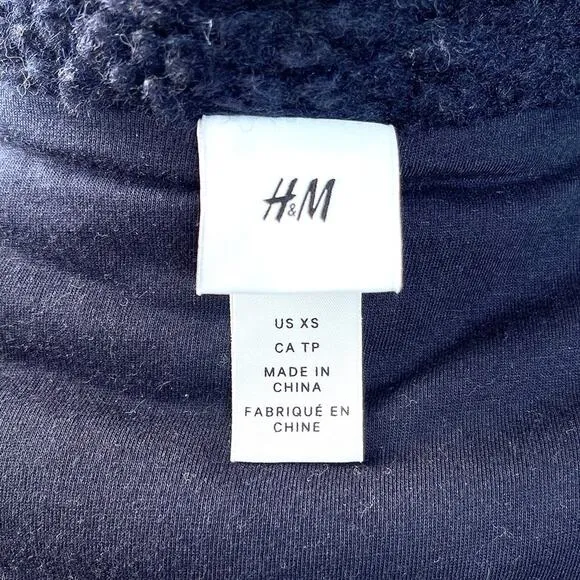 H&M
US XS
CA TP
MADE IN
CHINA
FABRIQUÉ EN
CHINE